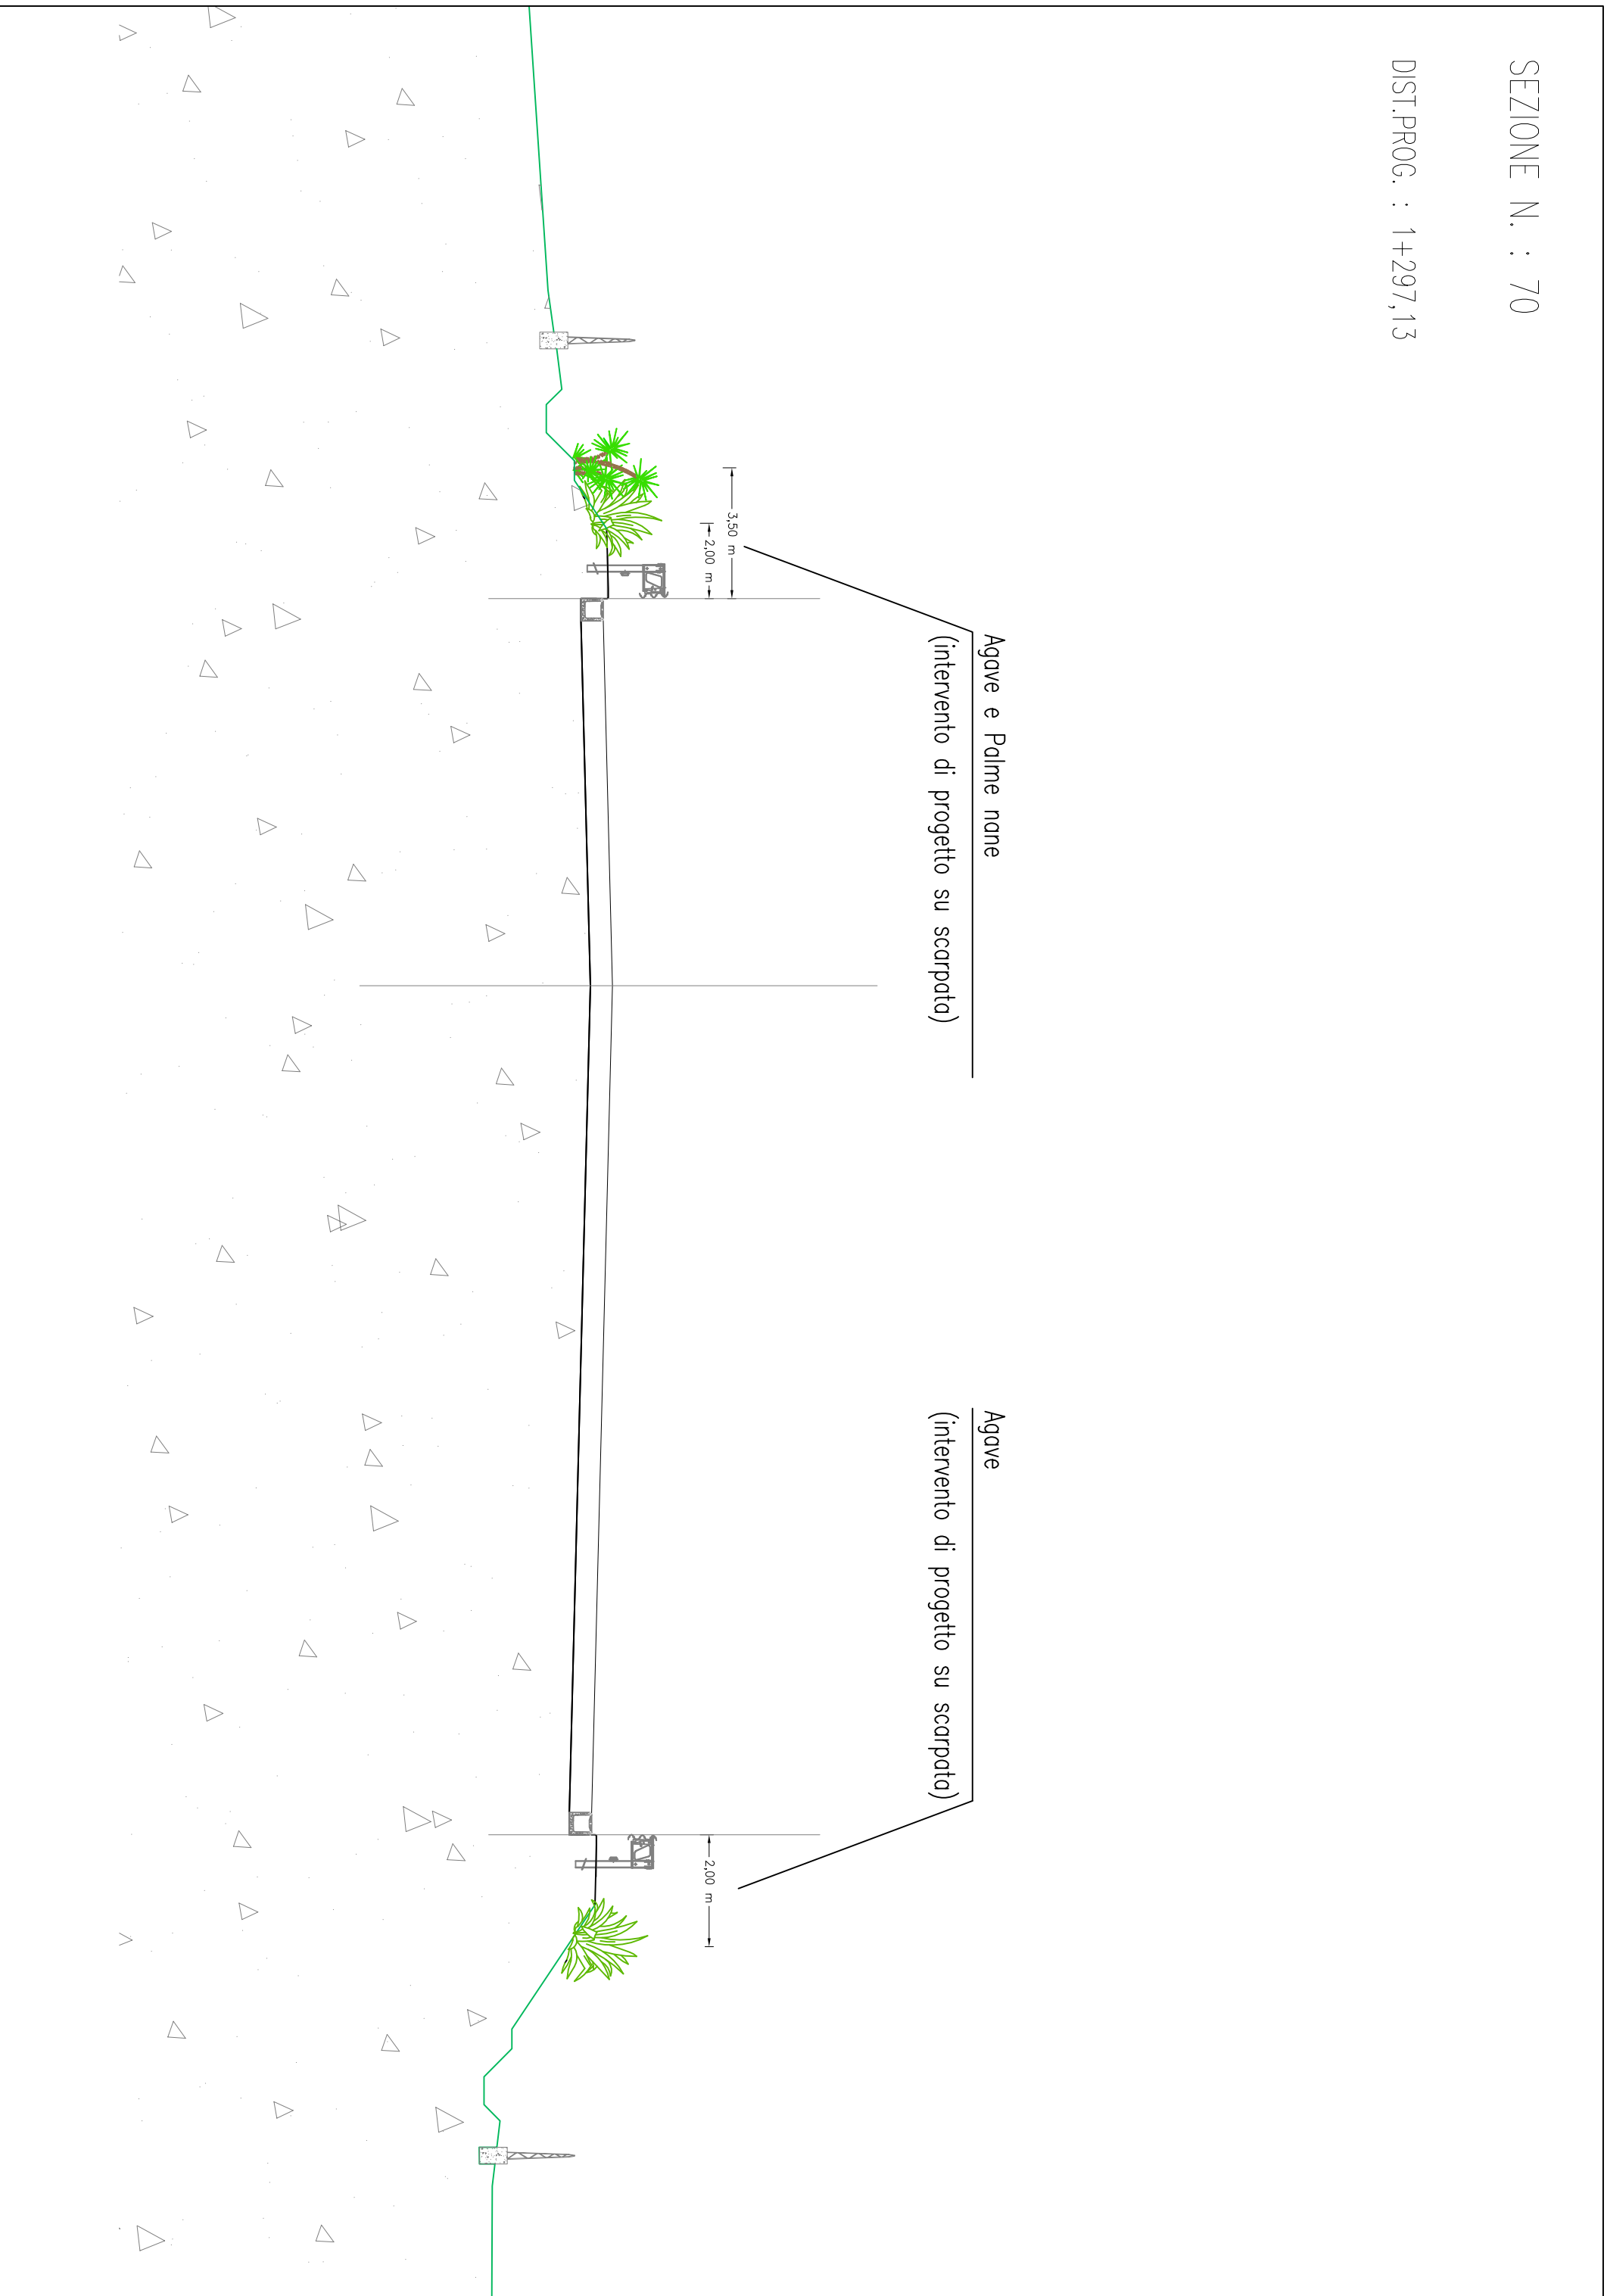 SEZIONE N. : 70
DIST.PROG. : 1+297,13
Agave e Palme nane
(intervento di progetto su scarpata)
Agave
(intervento di progetto su scarpata)
3,50 m
2,00 m
2,00 m